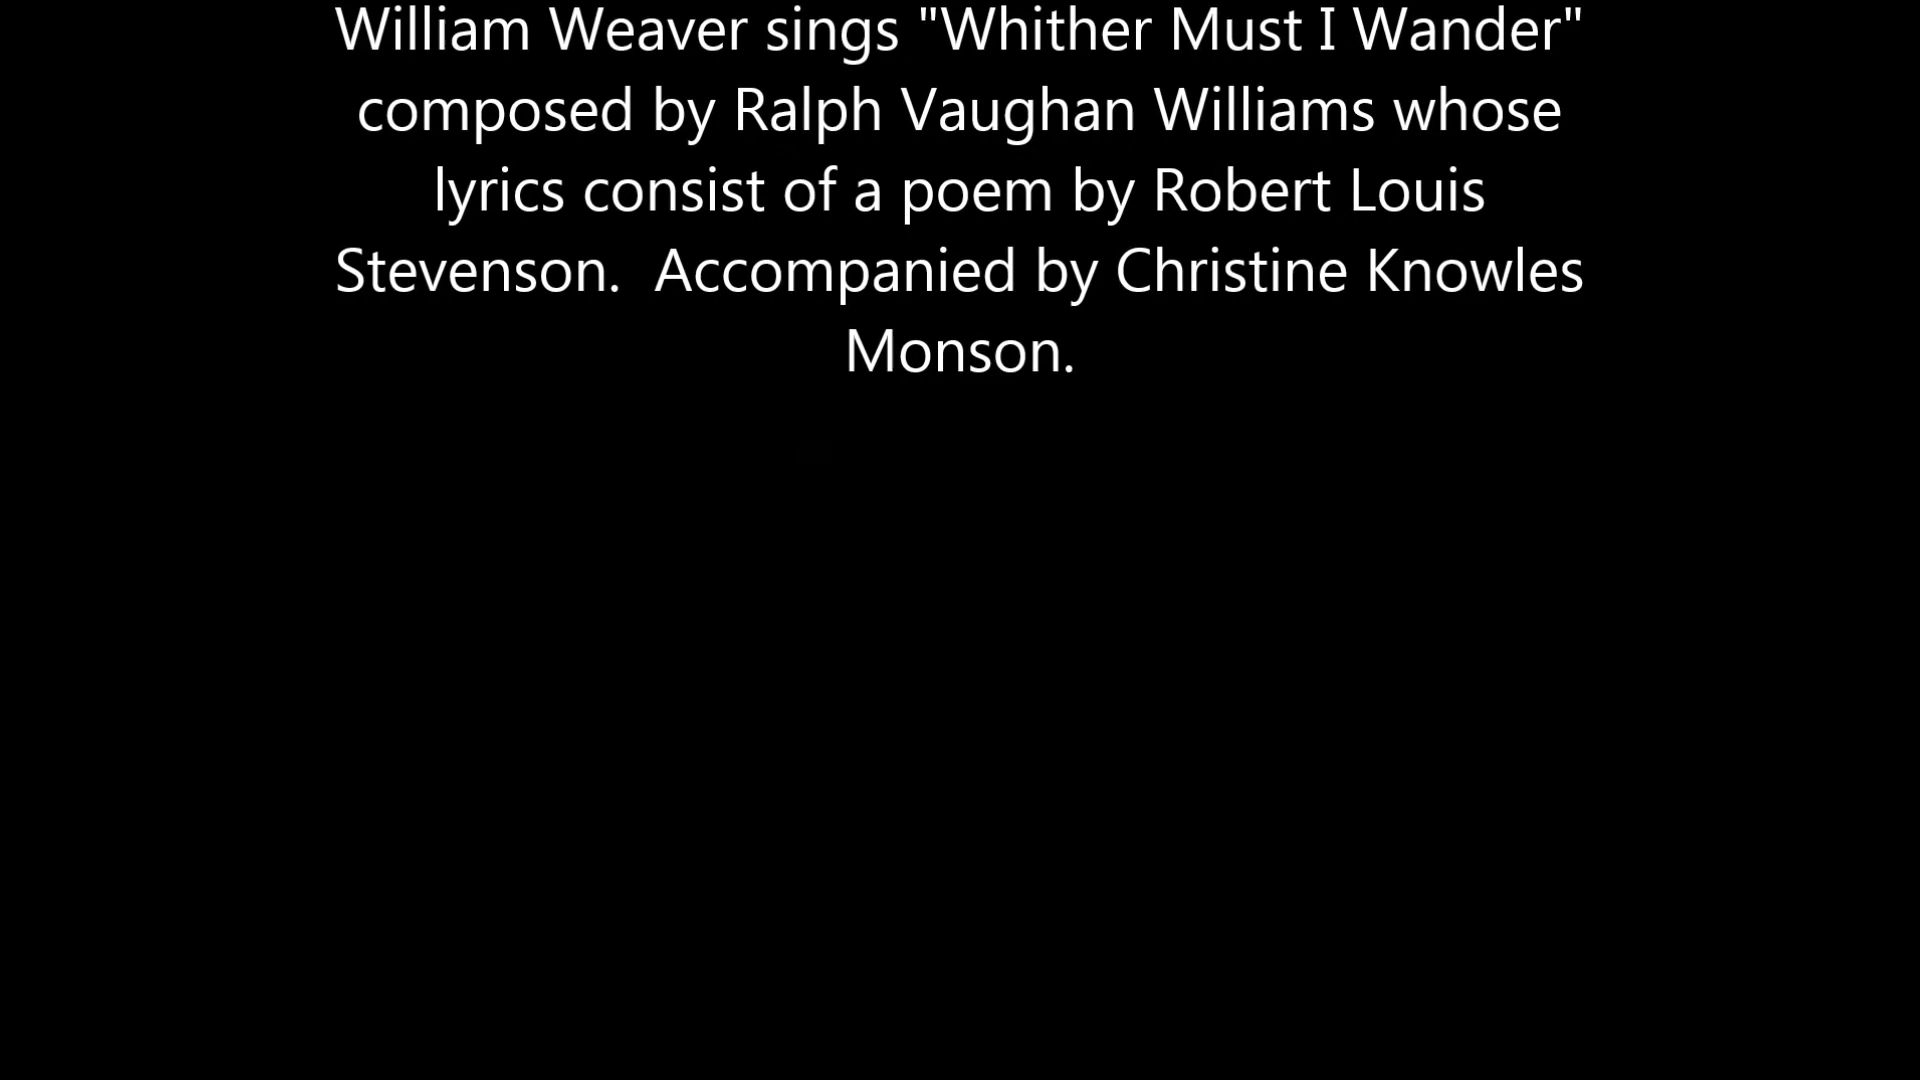 William Weaver sings "Whither Must I Wander"
composed by Ralph Vaughan Williams whose
lyrics consist of a poem by Robert Louis
Stevenson.  Accompanied by Christine Knowles
Monson.